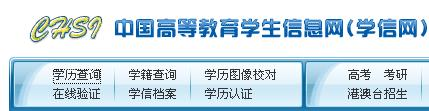 CHSI 中国高等教育学生信息网(学信网)
学历查询 学籍查询 学历图像校对 高考 考研
在线验证 学信档案 学历认证 港澳台招生